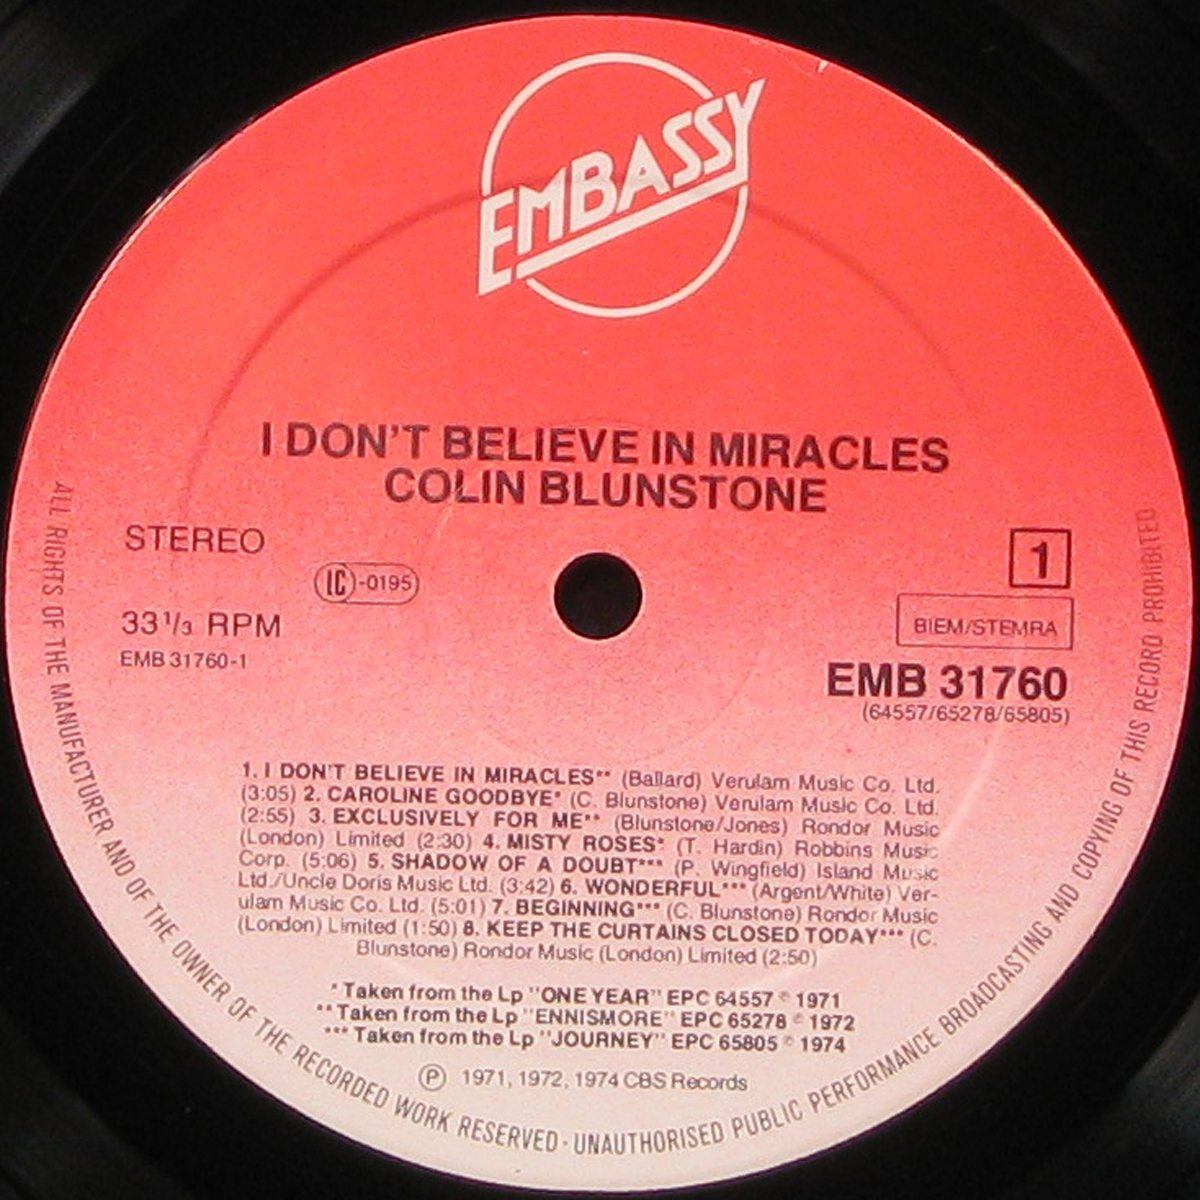 EMBASSY
I DON'T BELIEVE IN MIRACLES
COLIN BLUNSTONE
STEREO
1
LC-0195
33 1/3 RPM
BIEM/STEMRA
EMB 31760-1
EMB 31760
(64557/65278/65805)
1. I DON'T BELIEVE IN MIRACLES** (Ballard) Verulam Music Co. Ltd.
(3:05) 2. CAROLINE GOODBYE* (C. Blunstone) Verulam Music Co. Ltd.
(2:55) 3. EXCLUSIVELY FOR ME** (Blunstone/Jones) Rondor Music
(London) Limited (2:30) 4. MISTY ROSES* (T. Hardin) Robbins Music
Corp. (5:06) 5. SHADOW OF A DOUBT*** (P. Wingfield) Island Music
Ltd./Uncle Doris Music Ltd. (3:42) 6. WONDERFUL*** (Argent/White) Ver-
ulam Music Co. Ltd. (5:01) 7. BEGINNING*** (C. Blunstone) Rondor Music
(London) Limited (1:50) 8. KEEP THE CURTAINS CLOSED TODAY*** (C.
Blunstone) Rondor Music (London) Limited (2:50)
* Taken from the Lp "ONE YEAR" EPC 64557 © 1971
** Taken from the Lp "ENNISMORE" EPC 65278 © 1972
*** Taken from the Lp "JOURNEY" EPC 65805 © 1974
℗ 1971, 1972, 1974 CBS Records
ALL RIGHTS OF THE MANUFACTURER AND OF THE OWNER OF THE RECORDED WORK RESERVED - UNAUTHORISED PUBLIC PERFORMANCE BROADCASTING AND COPYING OF THIS RECORD PROHIBITED